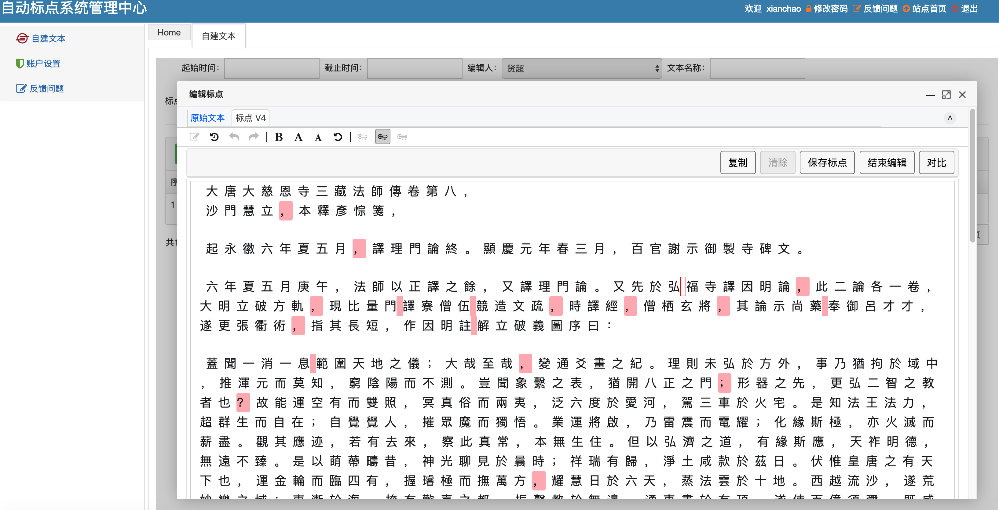 自动标点系统管理中心
欢迎 xianchao 修改密码 反馈问题 站点首页 退出
自建文本
账户设置
反馈问题
Home 自建文本
起始时间： 截止时间： 编辑人： 贤超 文本名称：
标
序
1
共1
页
编辑标点
原始文本 标点 V4
B A A
复制 清除 保存标点 结束编辑 对比
大唐大慈恩寺三藏法師傳卷第八，
沙門慧立，本釋彥悰箋，
起永徽六年夏五月，譯理門論終。顯慶元年春三月，百官謝示御製寺碑文。
六年夏五月庚午，法師以正譯之餘，又譯理門論。又先於弘福寺譯因明論，此二論各一卷，
大明立破方軌，現比量門譯寮僧伍競造文疏，時譯經，僧栖玄將，其論示尚藥奉御呂才才，
遂更張衢術，指其長短，作因明註解立破義圖序曰：
蓋聞一消一息範圍天地之儀；大哉至哉，變通爻畫之紀。理則未弘於方外，事乃猶拘於域中
，推渾元而莫知，窮陰陽而不測。豈聞象繫之表，猶開八正之門；形器之先，更弘二智之教
者也？故能運空有而雙照，冥真俗而兩夷，泛六度於愛河，駕三車於火宅。是知法王法力，
超群生而自在；自覺覺人，摧眾魔而獨悟。業運將啟，乃雷震而電耀；化緣斯極，亦火滅而
薪盡。觀其應迹，若有去來，察此真常，本無生住。但以弘濟之道，有緣斯應，天祚明德，
無遠不臻。是以萌蔕疇昔，神光聊見於曩時；祥瑞有歸，淨土咸款於茲日。伏惟皇唐之有天
下也，運金輪而臨四有，握璿極而撫萬方，耀慧日於六天，蒸法雲於十地。西越流沙，遂荒